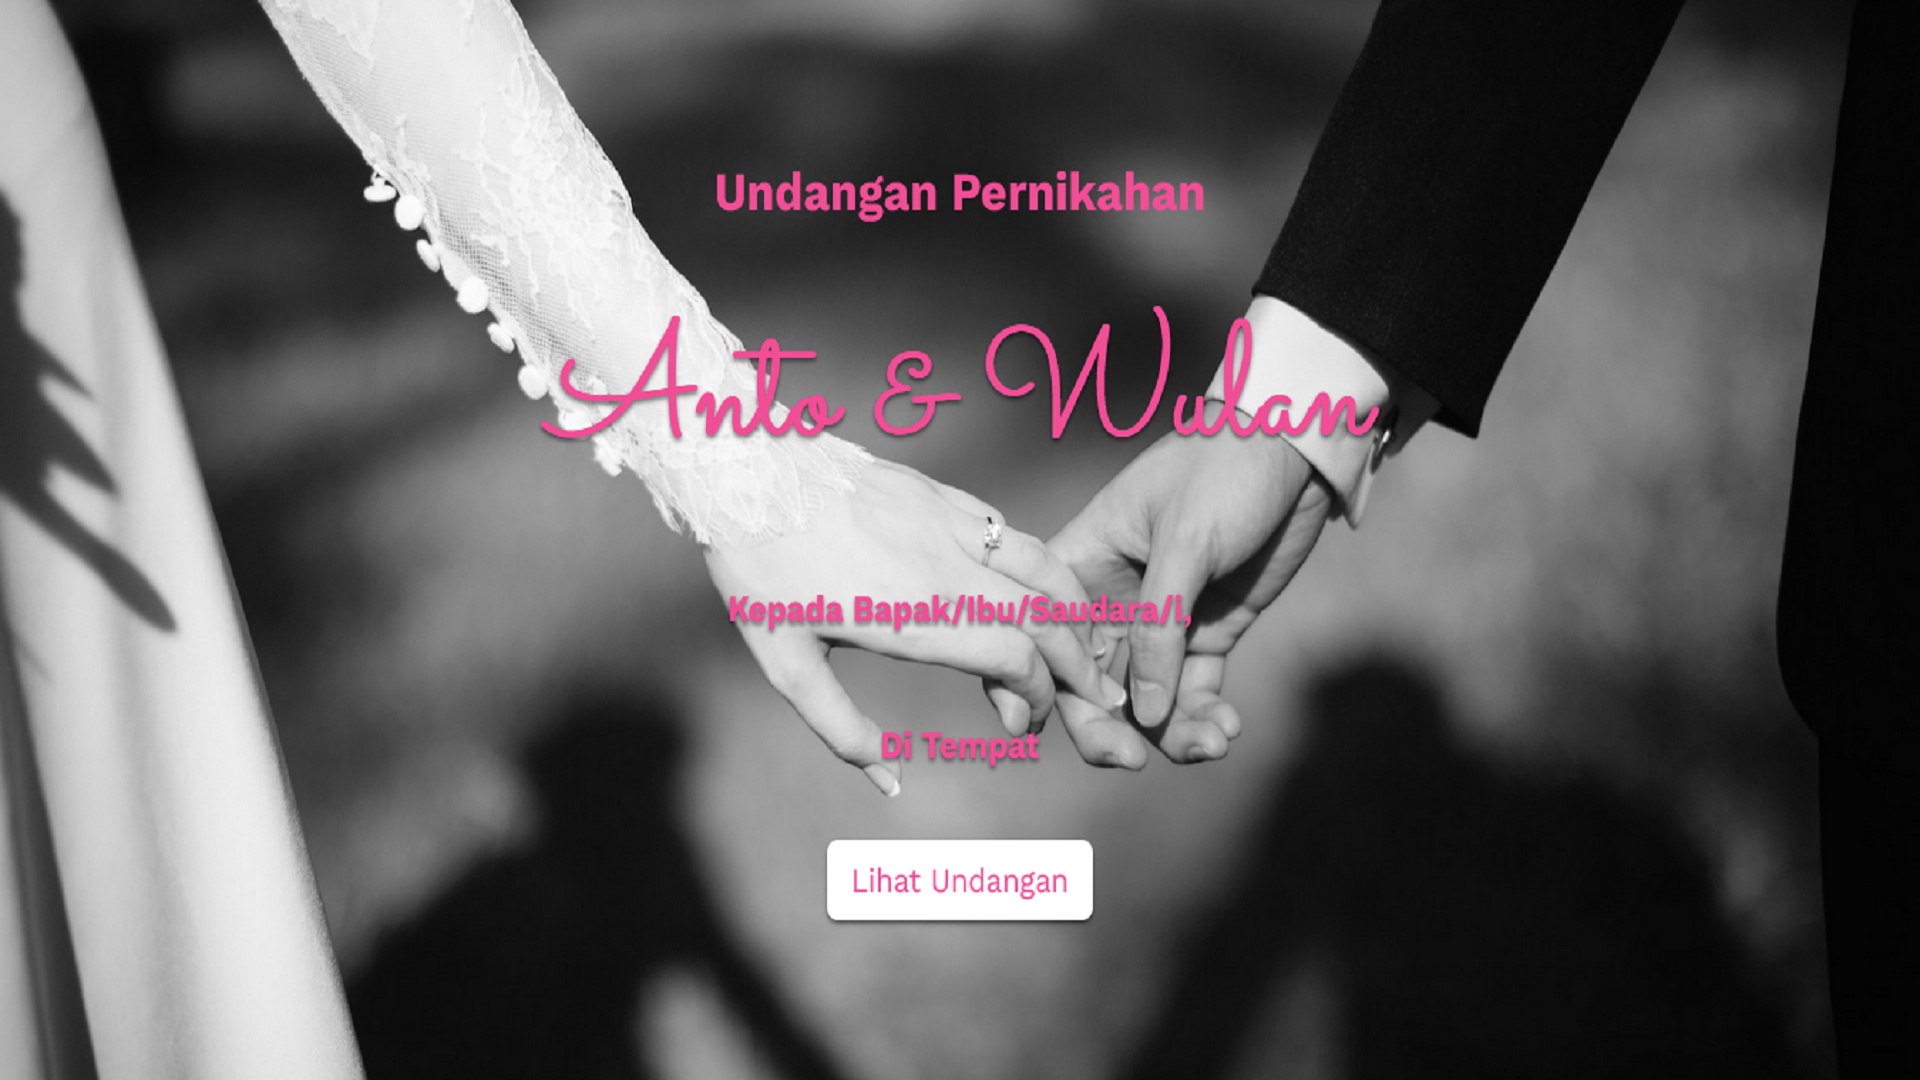 Undangan Pernikahan
Anto & Wulan
Kepada Bapak/Ibu/Saudara/i,
Di Tempat
Lihat Undangan